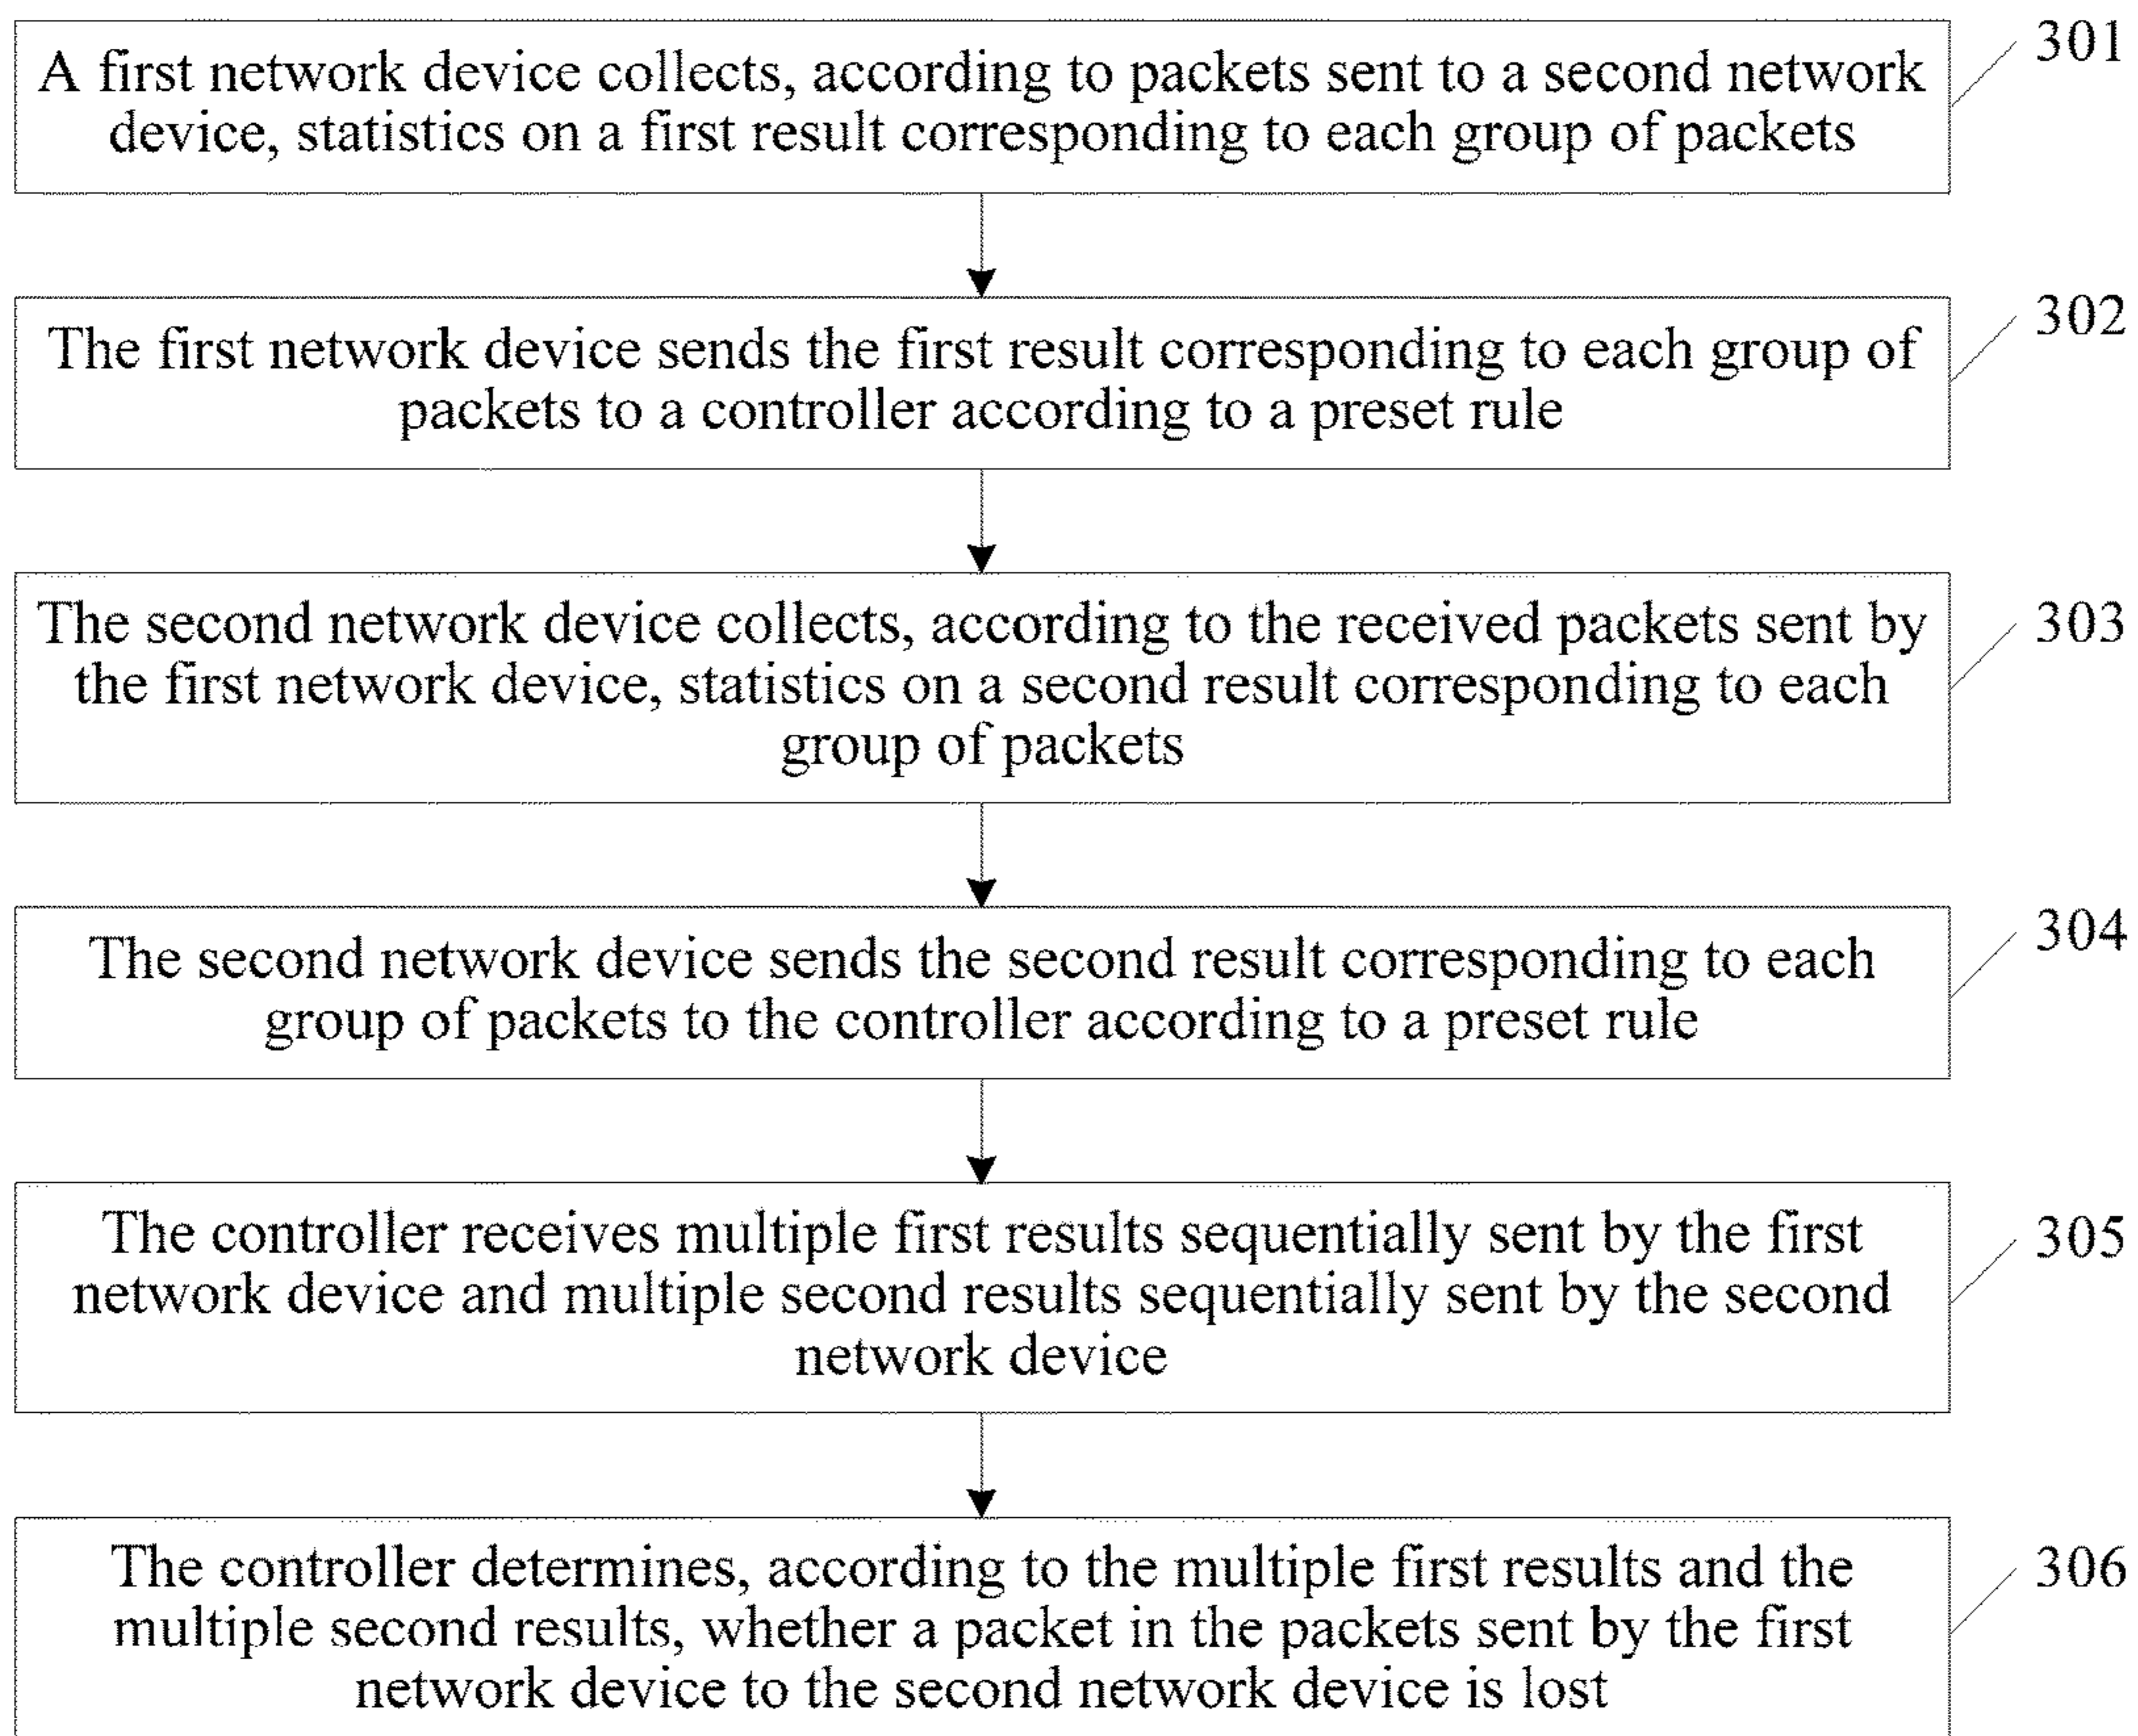 A first network device collects, according to packets sent to a second network
device, statistics on a first result corresponding to each group of packets
301
The first network device sends the first result corresponding to each group of
packets to a controller according to a preset rule
302
The second network device collects, according to the received packets sent by
the first network device, statistics on a second result corresponding to each
group of packets
303
The second network device sends the second result corresponding to each
group of packets to the controller according to a preset rule
304
The controller receives multiple first results sequentially sent by the first
network device and multiple second results sequentially sent by the second
network device
305
The controller determines, according to the multiple first results and the
multiple second results, whether a packet in the packets sent by the first
network device to the second network device is lost
306